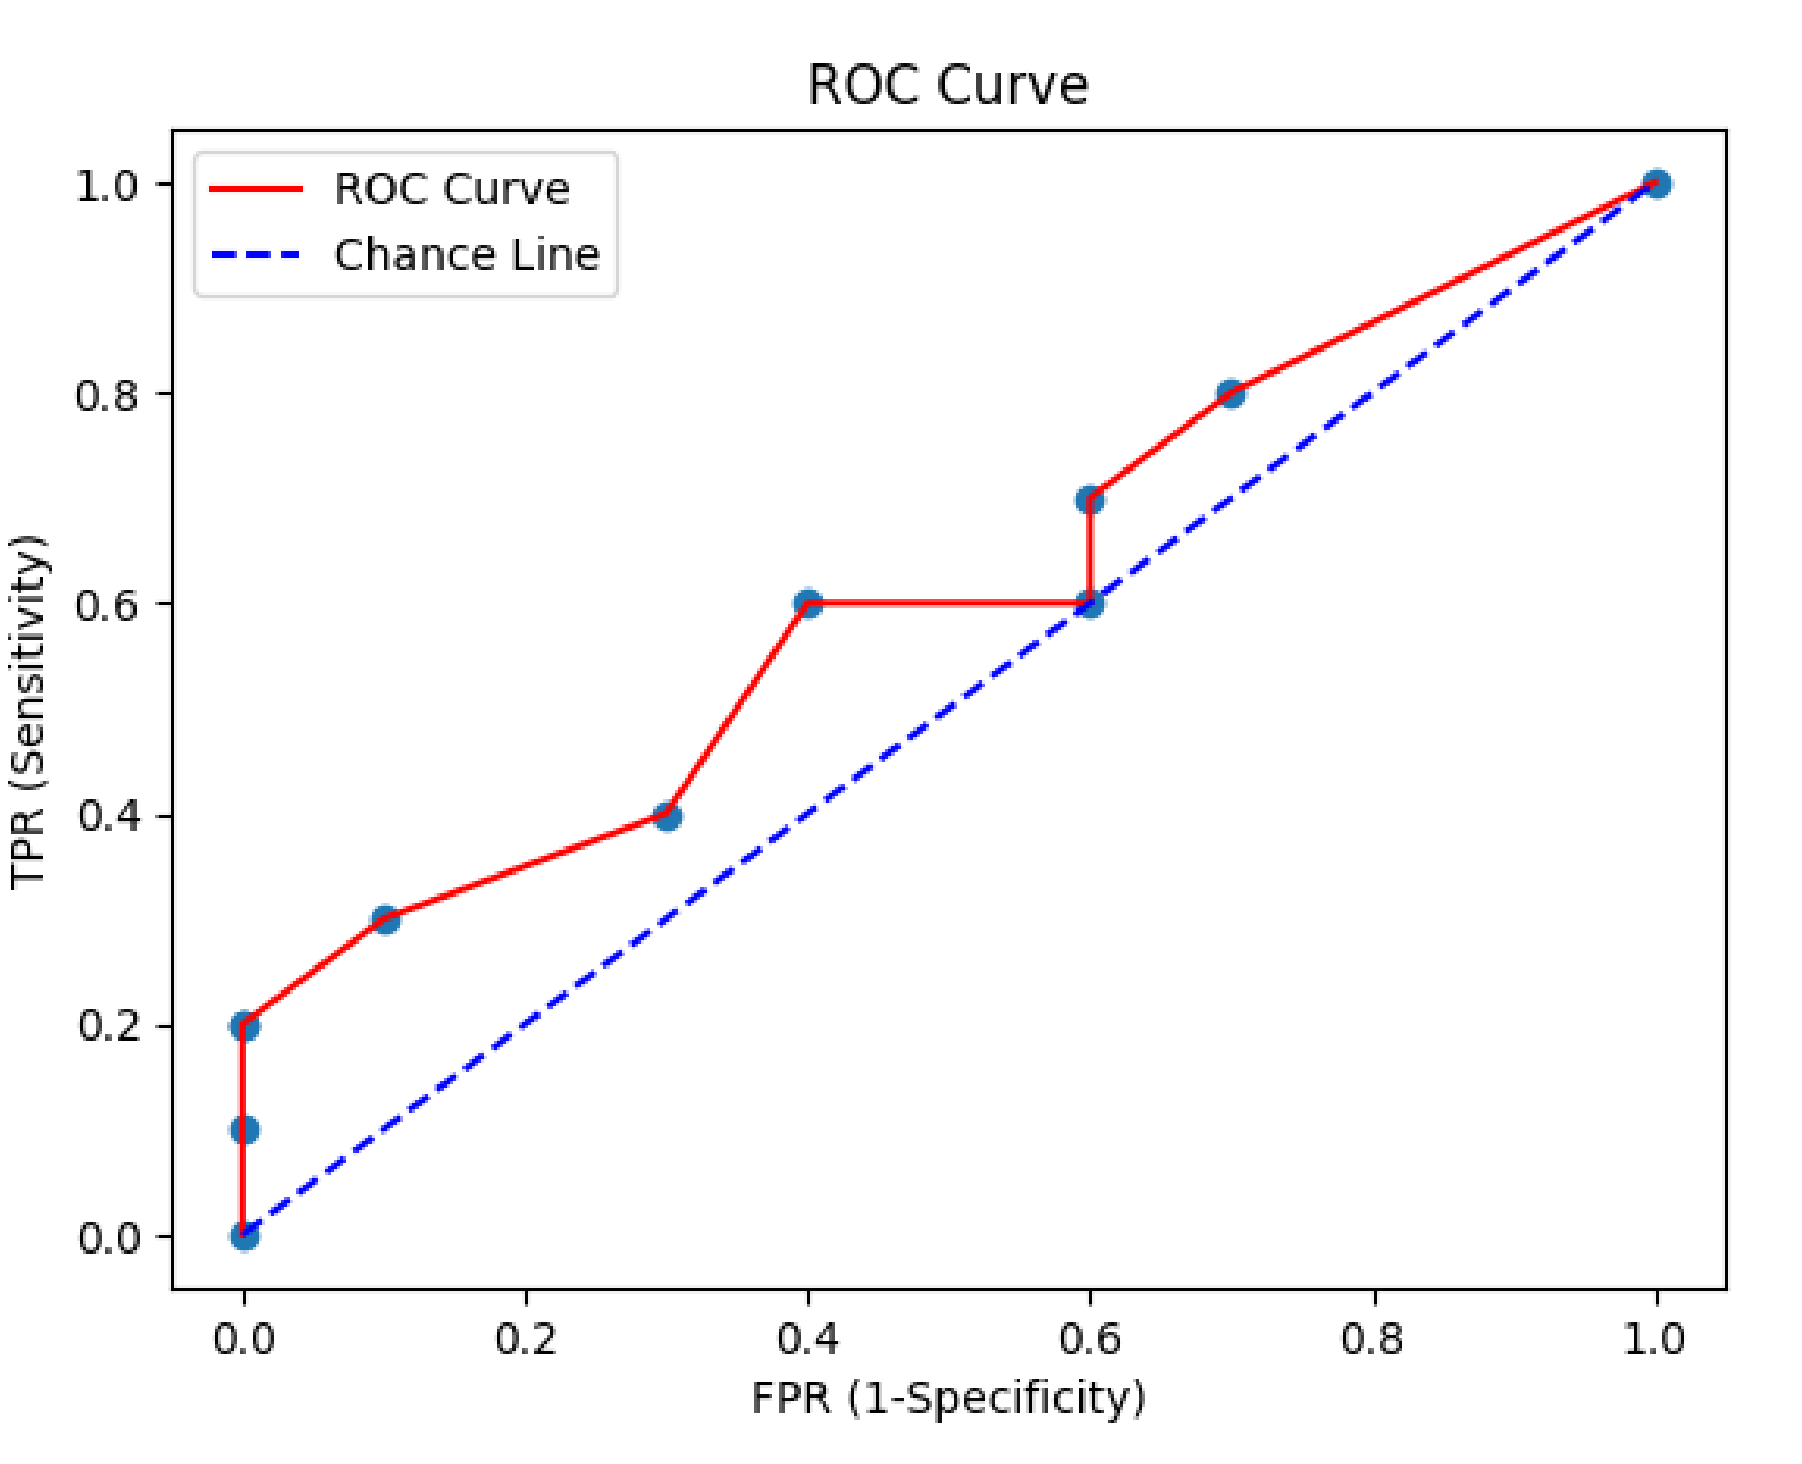 ROC Curve
ROC Curve
Chance Line
1.0
0.8
0.6
0.4
0.2
0.0
TPR (Sensitivity)
0.0 0.2 0.4 0.6 0.8 1.0
FPR (1-Specificity)